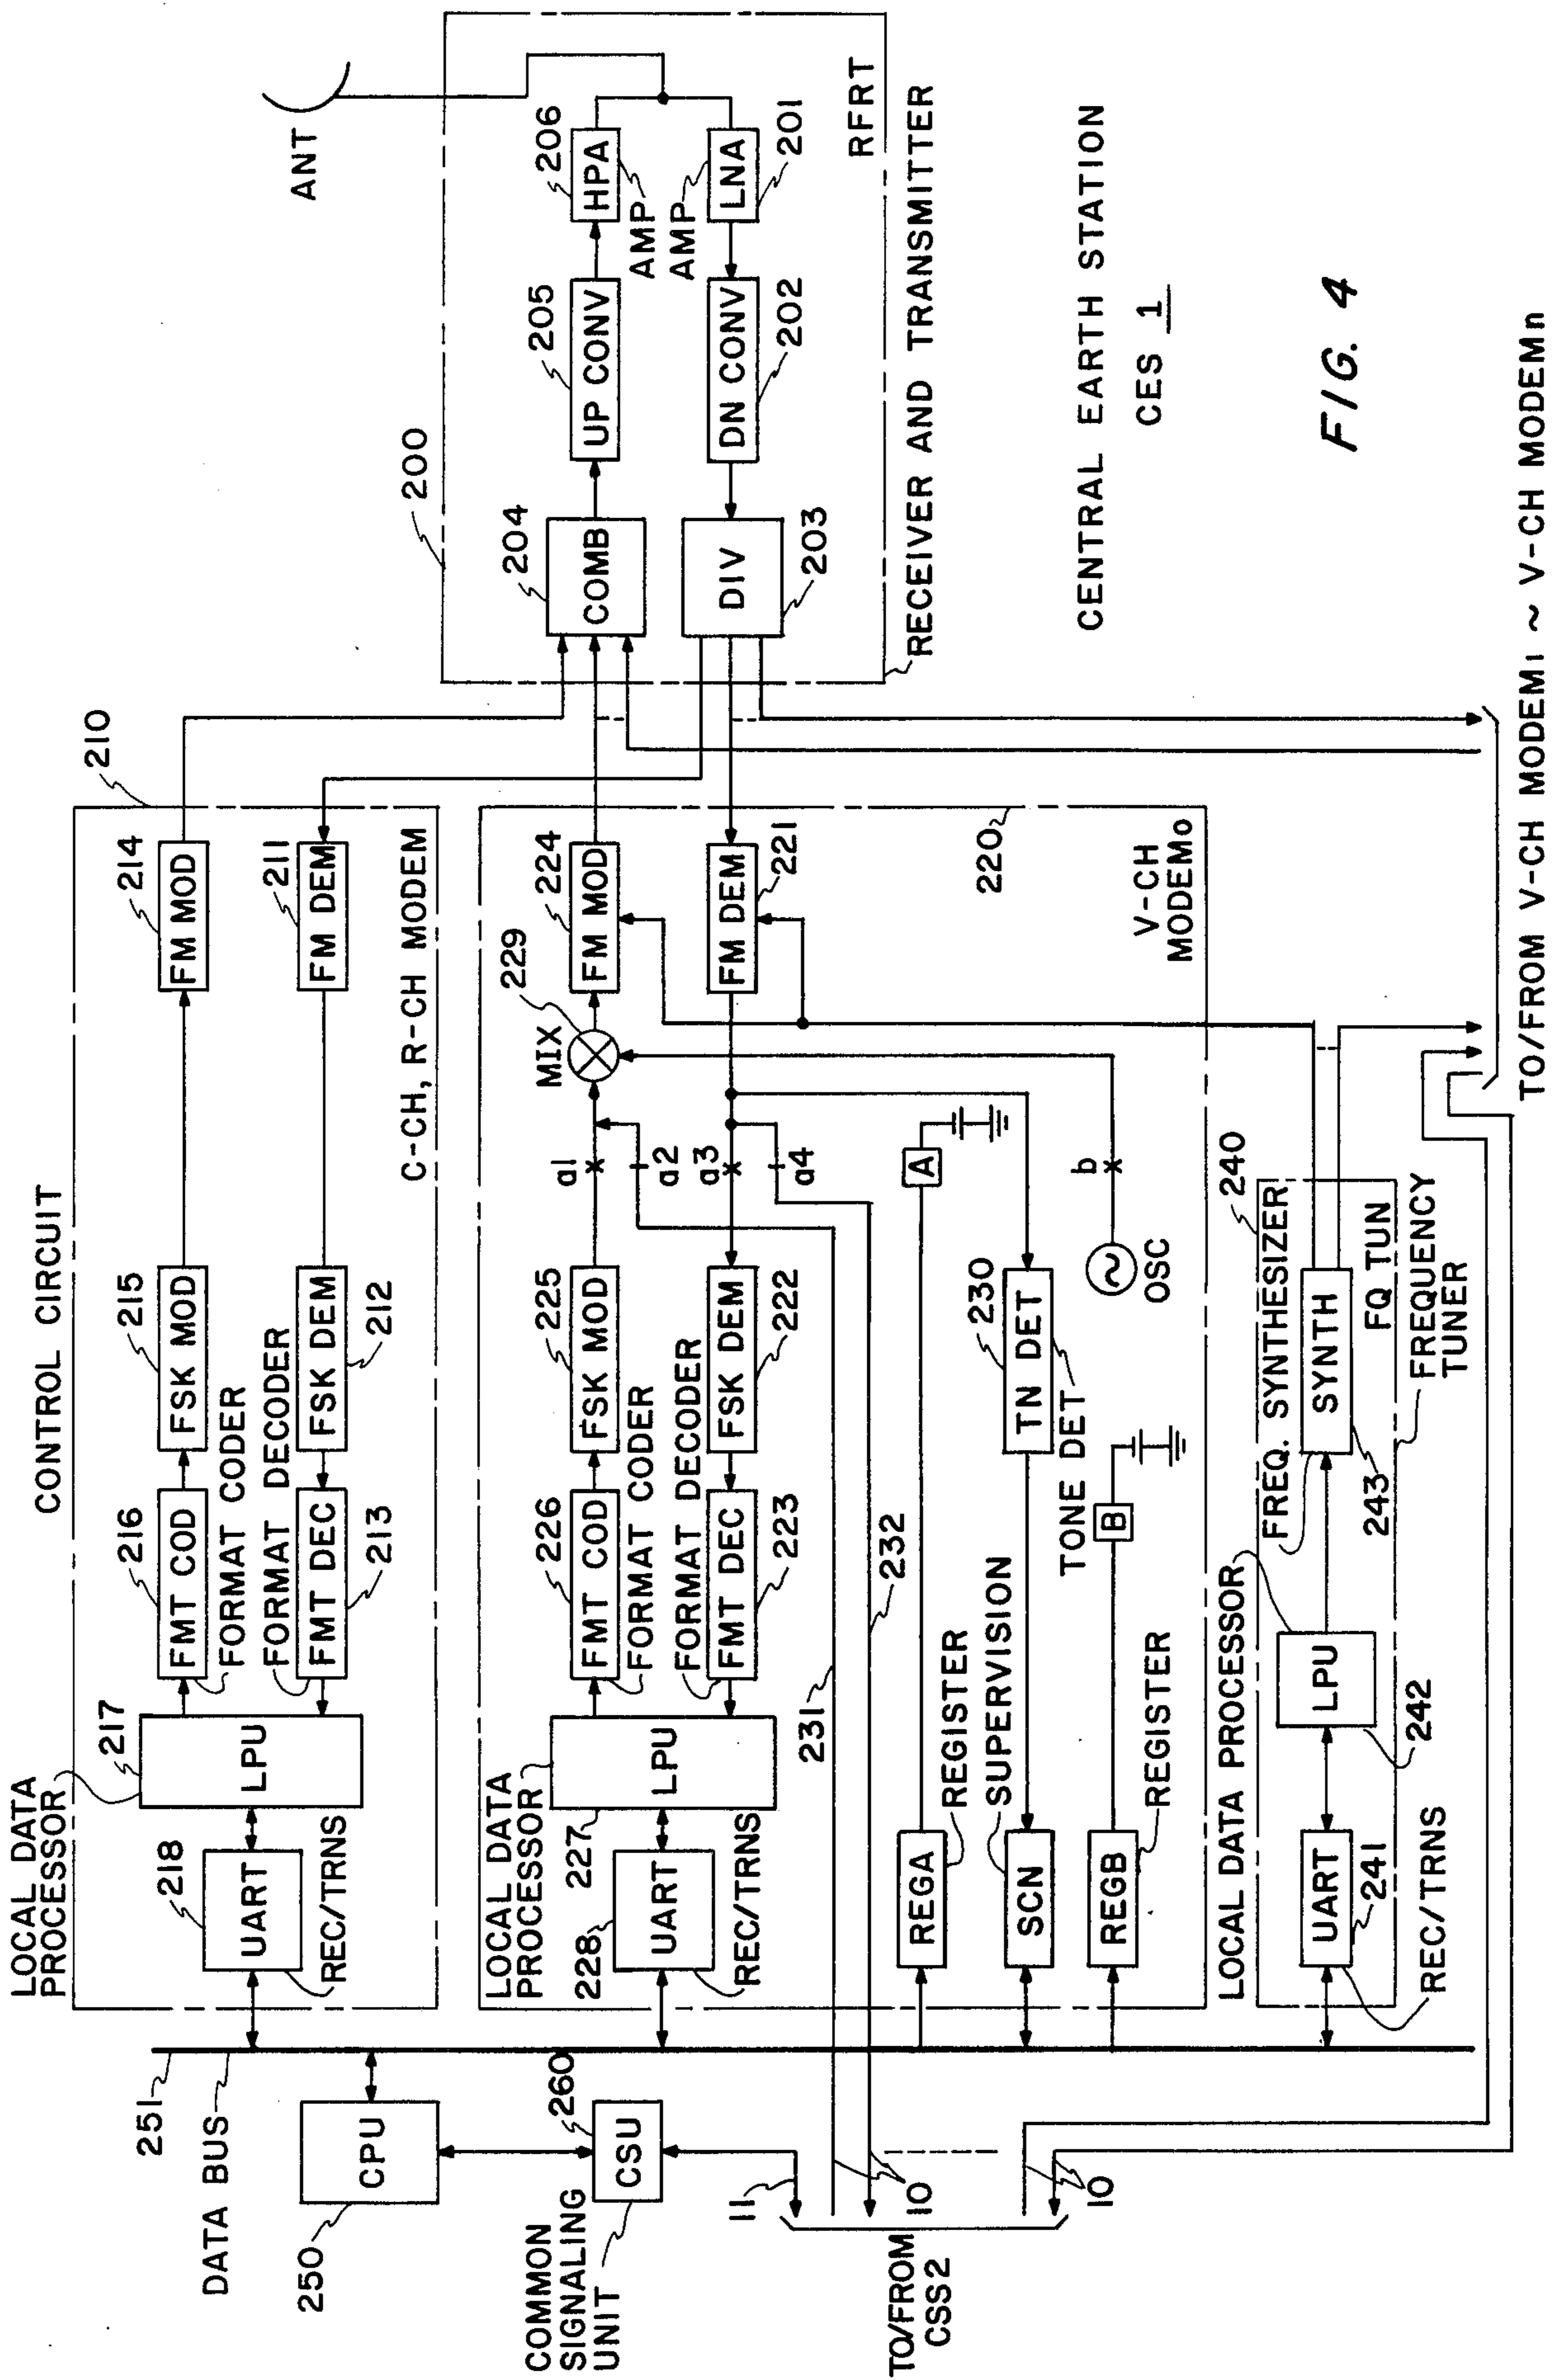 ANT
200
204
COMB
205
UP CONV
206
HPA
AMP
AMP
LNA
201
DN CONV
202
DIV
203
RFRT
RECEIVER AND TRANSMITTER
CENTRAL EARTH STATION
CES 1
FIG. 4
CONTROL CIRCUIT
210
LOCAL DATA
PROCESSOR
217
LPU
218
UART
REC/TRNS
216
FMT COD
FORMAT CODER
215
FSK MOD
214
FM MOD
211
FM DEM
FORMAT
DECODER
FSK DEM
212
FMT DEC
213
C-CH, R-CH MODEM
LOCAL DATA
PROCESSOR
227
LPU
228
UART
REC/TRNS
226
FMT COD
FORMAT CODER
225
FSK MOD
229
MIX
224
FM MOD
FORMAT DECODER
FMT DEC
223
FSK DEM
222
FM DEM
221
a1
a2
a3
a4
231
232
REGA
REGISTER
A
SUPERVISION
SCN
230
TN DET
TONE DET
REGB
REGISTER
B
b
OSC
220
V-CH
MODEM0
240
LOCAL DATA PROCESSOR
FREQ. SYNTHESIZER
UART
241
REC/TRNS
LPU
242
SYNTH
243
FQ TUN
FREQUENCY
TUNER
251
DATA BUS
250
CPU
260
CSU
COMMON
SIGNALING
UNIT
11
10
10
TO/FROM
CSS2
TO/FROM V-CH MODEM1 ~ V-CH MODEMn